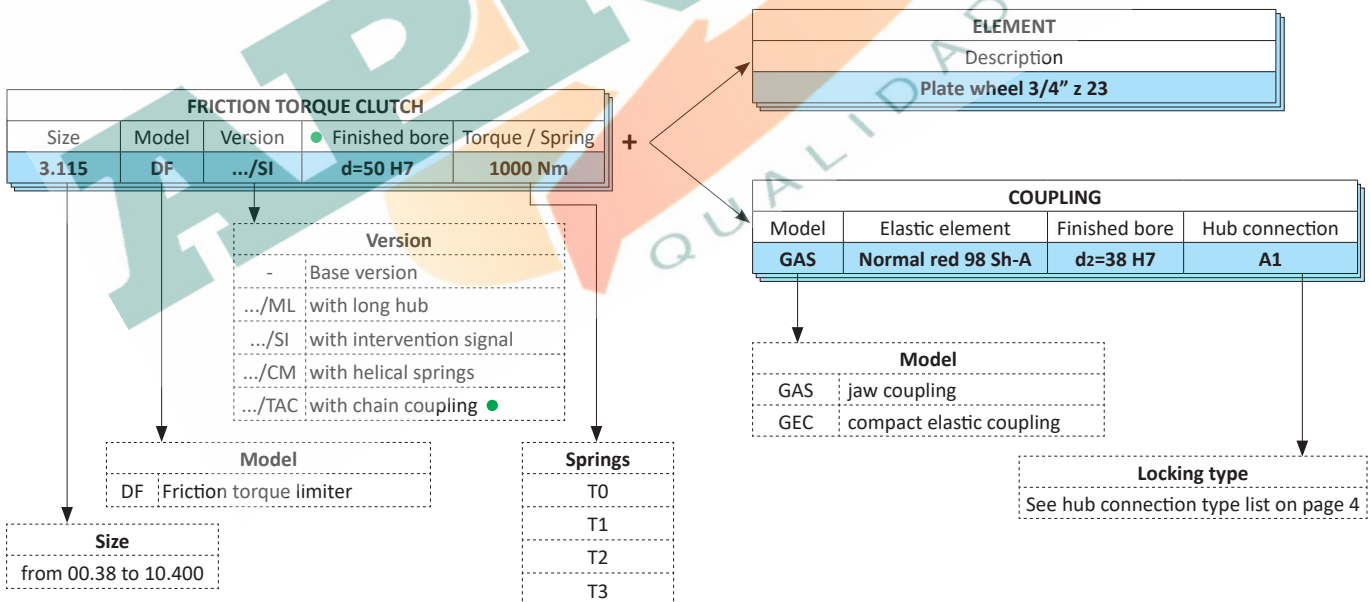 ELEMENT
Description
Plate wheel 3/4” z 23
FRICTION TORQUE CLUTCH
Size Model Version ● Finished bore Torque / Spring
3.115 DF .../SI d=50 H7 1000 Nm
+
COUPLING
Model Elastic element Finished bore Hub connection
GAS Normal red 98 Sh-A d2=38 H7 A1
Version
- Base version
.../ML with long hub
.../SI with intervention signal
.../CM with helical springs
.../TAC with chain coupling ●
Model
GAS jaw coupling
GEC compact elastic coupling
Model
DF Friction torque limiter
Springs
T0
T1
T2
T3
Locking type
See hub connection type list on page 4
Size
from 00.38 to 10.400
QUALIDAD